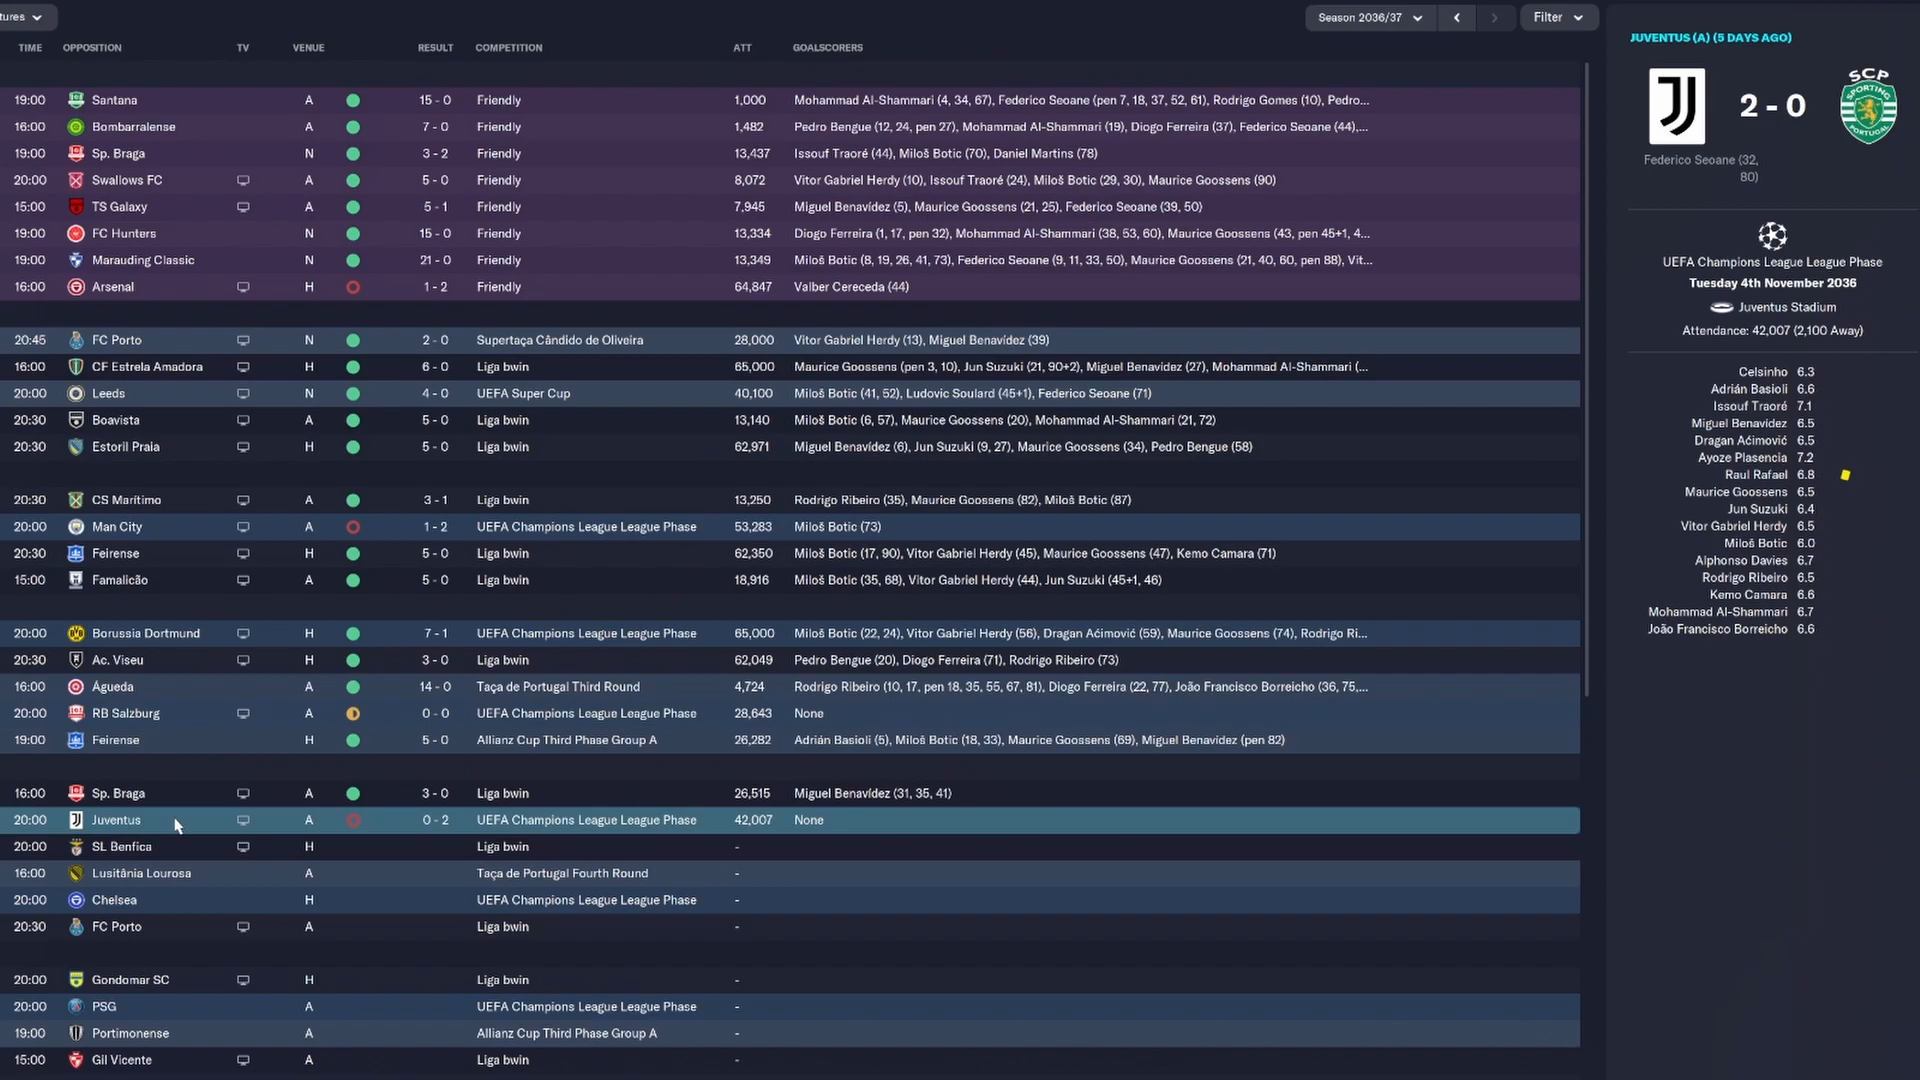 tures
Season 2036/37
Filter
TIME OPPOSITION TV VENUE RESULT COMPETITION ATT GOALSCORERS
19:00 Santana A 15 - 0 Friendly 1,000 Mohammad Al-Shammari (4, 34, 67), Federico Seoane (pen 7, 18, 37, 52, 61), Rodrigo Gomes (10), Pedro...
16:00 Bombarralense A 7 - 0 Friendly 1,482 Pedro Bengue (12, 24, pen 27), Mohammad Al-Shammari (19), Diogo Ferreira (37), Federico Seoane (44),...
19:00 Sp. Braga N 3 - 2 Friendly 13,437 Issouf Traoré (44), Miloš Botic (70), Daniel Martins (78)
20:00 Swallows FC A 5 - 0 Friendly 8,072 Vitor Gabriel Herdy (10), Issouf Traoré (24), Miloš Botic (29, 30), Maurice Goossens (90)
15:00 TS Galaxy A 5 - 1 Friendly 7,945 Miguel Benavídez (5), Maurice Goossens (21, 25), Federico Seoane (39, 50)
19:00 FC Hunters N 15 - 0 Friendly 13,334 Diogo Ferreira (1, 17, pen 32), Mohammad Al-Shammari (38, 53, 60), Maurice Goossens (43, pen 45+1, 4...
19:00 Marauding Classic N 21 - 0 Friendly 13,349 Miloš Botic (8, 19, 26, 41, 73), Federico Seoane (9, 11, 33, 50), Maurice Goossens (21, 40, 60, pen 88), Vit...
16:00 Arsenal H 1 - 2 Friendly 64,847 Valber Cereceda (44)
20:45 FC Porto N 2 - 0 Supertaça Cândido de Oliveira 28,000 Vitor Gabriel Herdy (13), Miguel Benavídez (39)
16:00 CF Estrela Amadora H 6 - 0 Liga bwin 65,000 Maurice Goossens (pen 3, 10), Jun Suzuki (21, 90+2), Miguel Benavídez (27), Mohammad Al-Shammari (...
20:00 Leeds N 4 - 0 UEFA Super Cup 40,100 Miloš Botic (41, 52), Ludovic Soulard (45+1), Federico Seoane (71)
20:30 Boavista A 5 - 0 Liga bwin 13,140 Miloš Botic (6, 57), Maurice Goossens (20), Mohammad Al-Shammari (21, 72)
20:30 Estoril Praia H 5 - 0 Liga bwin 62,971 Miguel Benavídez (6), Jun Suzuki (9, 27), Maurice Goossens (34), Pedro Bengue (58)
20:30 CS Marítimo A 3 - 1 Liga bwin 13,250 Rodrigo Ribeiro (35), Maurice Goossens (82), Miloš Botic (87)
20:00 Man City A 1 - 2 UEFA Champions League League Phase 53,283 Miloš Botic (73)
20:30 Feirense H 5 - 0 Liga bwin 62,350 Miloš Botic (17, 90), Vitor Gabriel Herdy (45), Maurice Goossens (47), Kemo Camara (71)
15:00 Famalicão A 5 - 0 Liga bwin 18,916 Miloš Botic (35, 68), Vitor Gabriel Herdy (44), Jun Suzuki (45+1, 46)
20:00 Borussia Dortmund H 7 - 1 UEFA Champions League League Phase 65,000 Miloš Botic (22, 24), Vitor Gabriel Herdy (56), Dragan Aćimović (59), Maurice Goossens (74), Rodrigo Ri...
20:30 Ac. Viseu H 3 - 0 Liga bwin 62,049 Pedro Bengue (20), Diogo Ferreira (71), Rodrigo Ribeiro (73)
16:00 Águeda A 14 - 0 Taça de Portugal Third Round 4,724 Rodrigo Ribeiro (10, 17, pen 18, 35, 55, 67, 81), Diogo Ferreira (22, 77), João Francisco Borreicho (36, 75,...
20:00 RB Salzburg A 0 - 0 UEFA Champions League League Phase 28,643 None
19:00 Feirense H 5 - 0 Allianz Cup Third Phase Group A 26,282 Adrián Basioli (5), Miloš Botic (18, 33), Maurice Goossens (69), Miguel Benavídez (pen 82)
16:00 Sp. Braga A 3 - 0 Liga bwin 26,515 Miguel Benavídez (31, 35, 41)
20:00 Juventus A 0 - 2 UEFA Champions League League Phase 42,007 None
20:00 SL Benfica H Liga bwin -
16:00 Lusitânia Lourosa A Taça de Portugal Fourth Round -
20:00 Chelsea H UEFA Champions League League Phase -
20:30 FC Porto A Liga bwin -
20:00 Gondomar SC H Liga bwin -
20:00 PSG A UEFA Champions League League Phase -
19:00 Portimonense A Allianz Cup Third Phase Group A -
15:00 Gil Vicente A Liga bwin -
JUVENTUS (A) (5 DAYS AGO)
2 - 0
SCP
SPORTING
PORTUGAL
Federico Seoane (32,
80)
UEFA Champions League League Phase
Tuesday 4th November 2036
Juventus Stadium
Attendance: 42,007 (2,100 Away)
Celsinho 6.3
Adrián Basioli 6.6
Issouf Traoré 7.1
Miguel Benavídez 6.5
Dragan Aćimović 6.5
Ayoze Plasencia 7.2
Raul Rafael 6.8
Maurice Goossens 6.5
Jun Suzuki 6.4
Vitor Gabriel Herdy 6.5
Miloš Botic 6.0
Alphonso Davies 6.7
Rodrigo Ribeiro 6.5
Kemo Camara 6.6
Mohammad Al-Shammari 6.7
João Francisco Borreicho 6.6